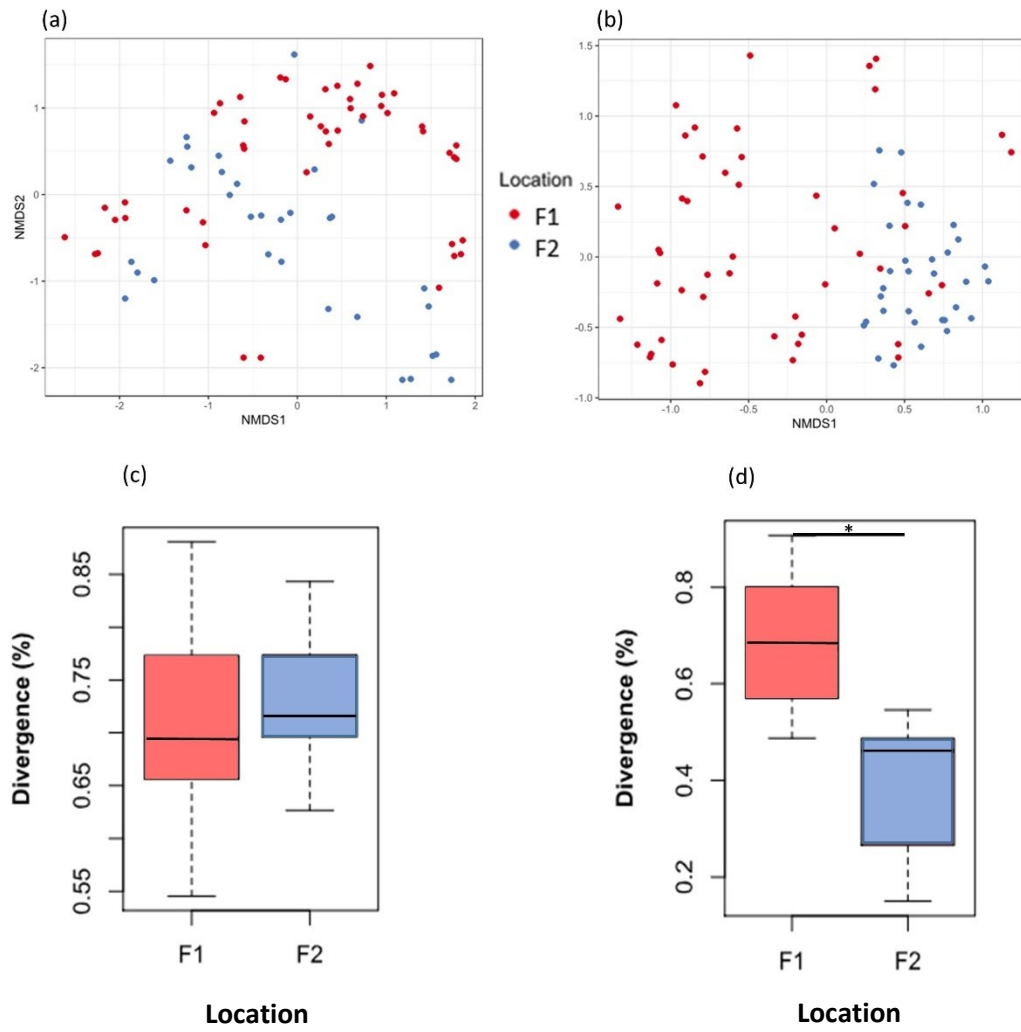 (a)
(b)
NMDS2
1
0
-1
-2
-2
-1
0
1
2
NMDS1
Location
F1
F2
1.5
1.0
0.5
0.0
-0.5
-1.0
-1.0
-0.5
0.0
0.5
1.0
NMDS1
(c)
(d)
Divergence (%)
0.85
0.75
0.65
0.55
F1
F2
Location
Divergence (%)
0.8
0.6
0.4
0.2
*
F1
F2
Location